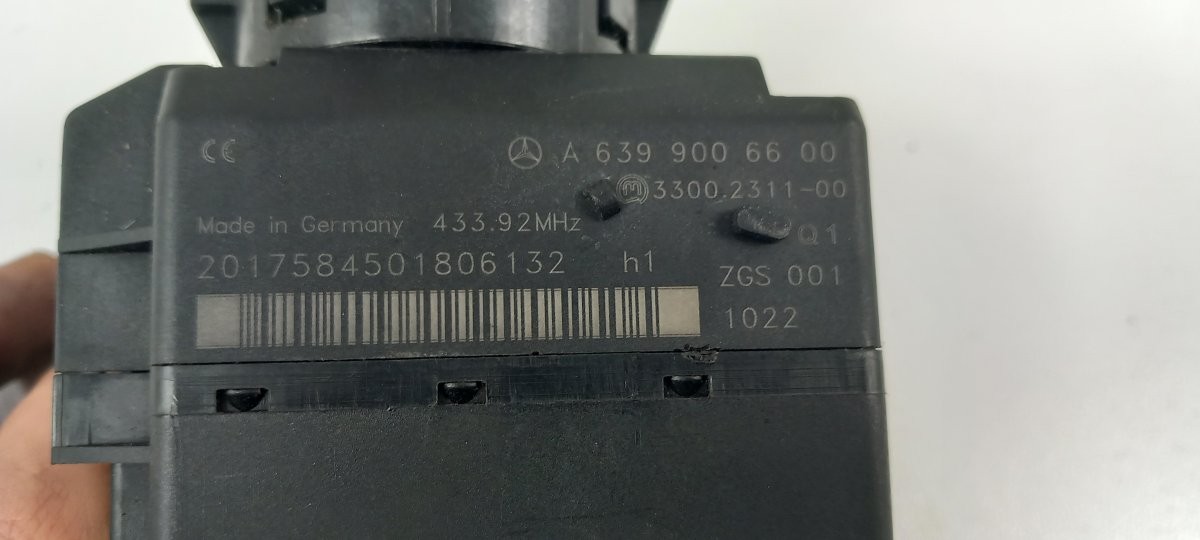 CE A 639 900 66 00
3300.2311-00
Made in Germany 433.92MHz Q1
2017584501806132 h1 ZGS 001
1022